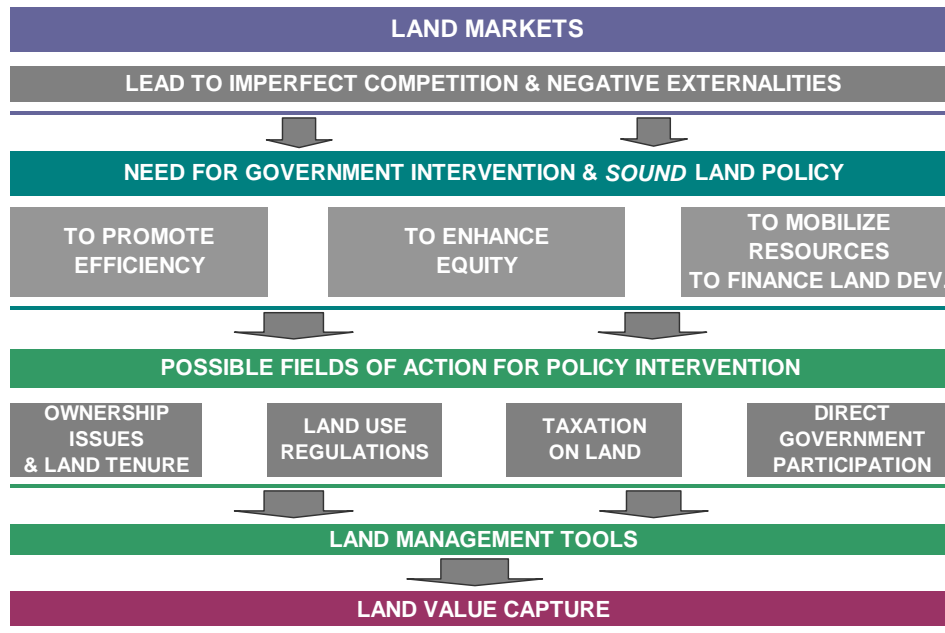 LAND MARKETS
LEAD TO IMPERFECT COMPETITION & NEGATIVE EXTERNALITIES
NEED FOR GOVERNMENT INTERVENTION & SOUND LAND POLICY
TO PROMOTE
EFFICIENCY
TO ENHANCE
EQUITY
TO MOBILIZE
RESOURCES
TO FINANCE LAND DEV.
POSSIBLE FIELDS OF ACTION FOR POLICY INTERVENTION
OWNERSHIP
ISSUES
& LAND TENURE
LAND USE
REGULATIONS
TAXATION
ON LAND
DIRECT
GOVERNMENT
PARTICIPATION
LAND MANAGEMENT TOOLS
LAND VALUE CAPTURE